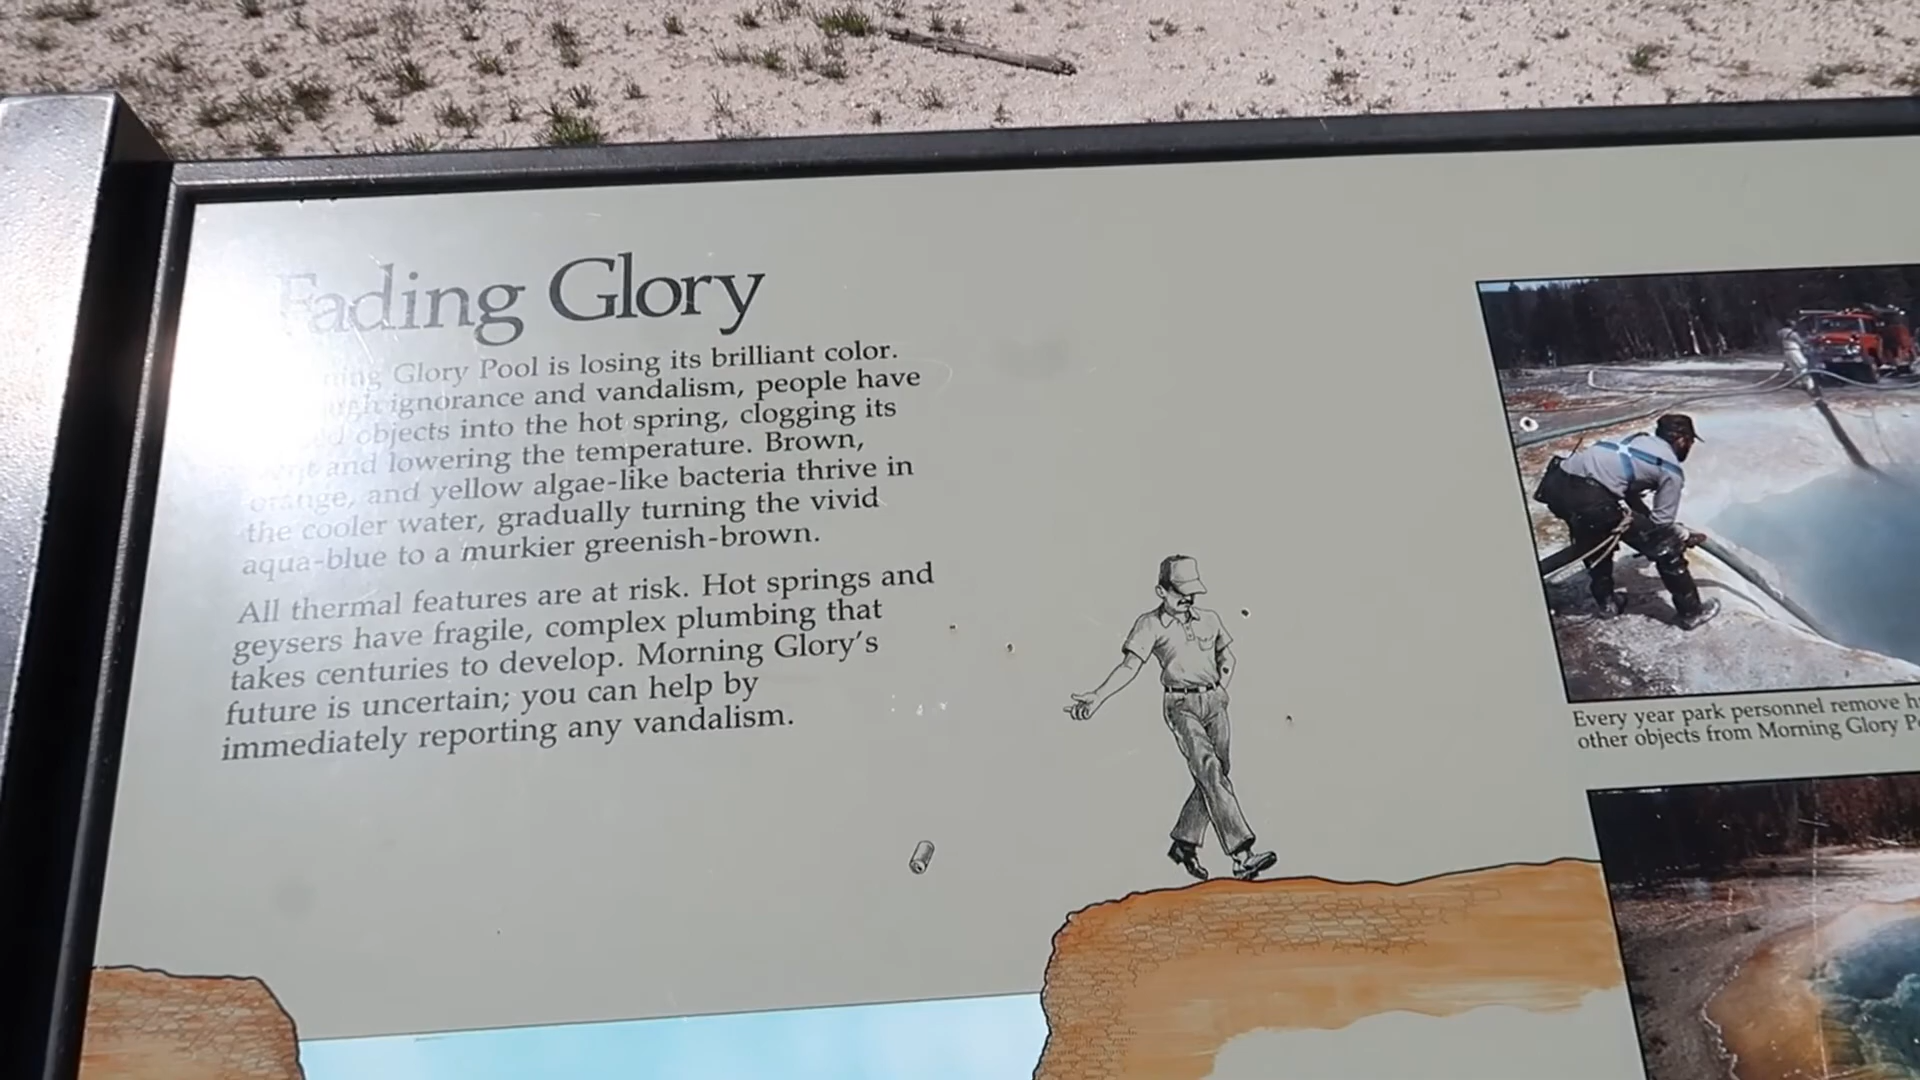 Fading Glory
Glory Pool is losing its brilliant color.
ignorance and vandalism, people have
objects into the hot spring, clogging its
and lowering the temperature. Brown,
orange, and yellow algae-like bacteria thrive in
the cooler water, gradually turning the vivid
aqua-blue to a murkier greenish-brown.
All thermal features are at risk. Hot springs and
geysers have fragile, complex plumbing that
takes centuries to develop. Morning Glory's
future is uncertain; you can help by
immediately reporting any vandalism.
Every year park personnel remove
other objects from Morning Glory